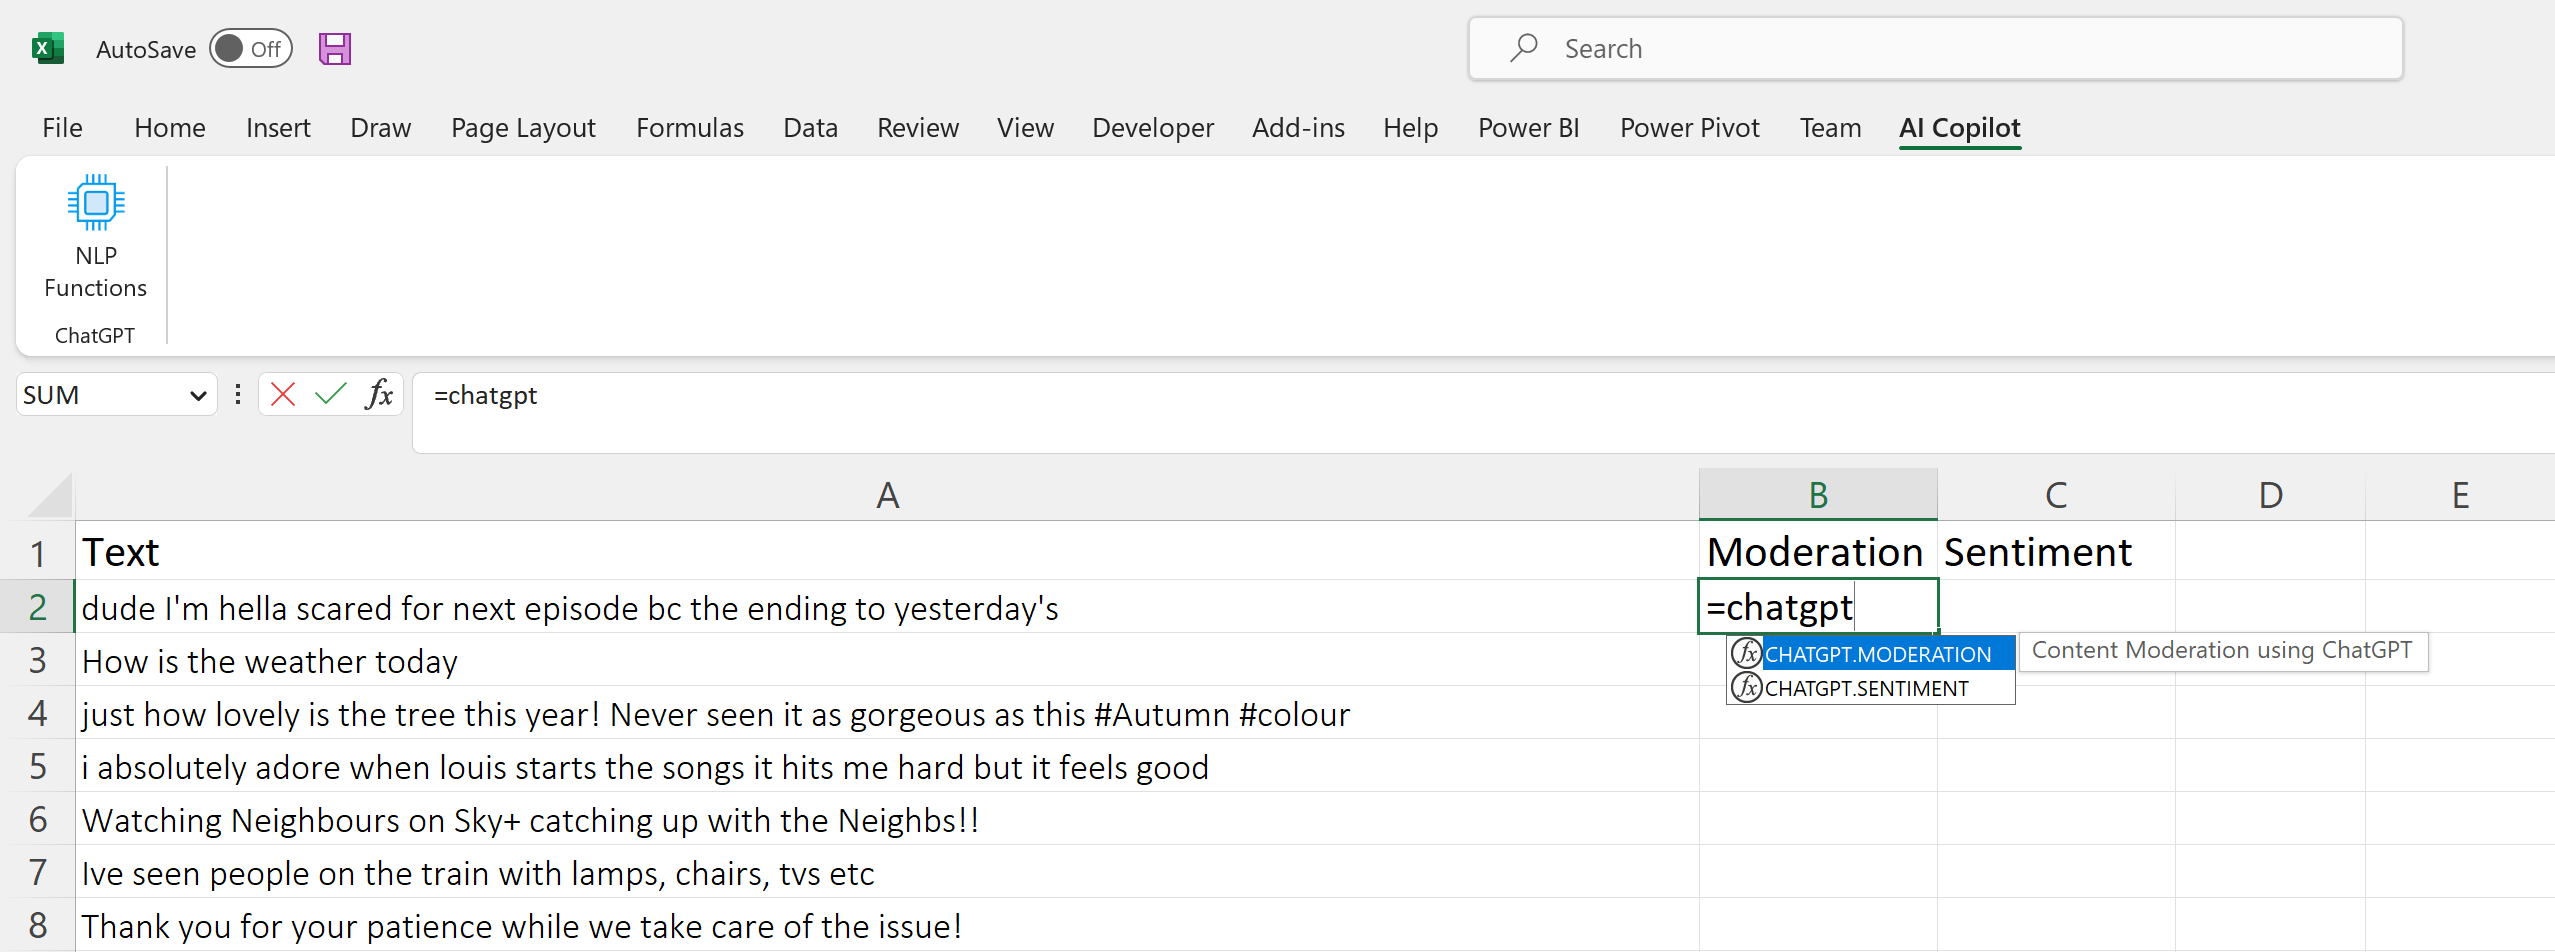 X AutoSave Off Search
File Home Insert Draw Page Layout Formulas Data Review View Developer Add-ins Help Power BI Power Pivot Team AI Copilot
NLP
Functions
ChatGPT
SUM fx =chatgpt
A B C D E
1 Text Moderation Sentiment
2 dude I'm hella scared for next episode bc the ending to yesterday's =chatgpt
fx CHATGPT.MODERATION Content Moderation using ChatGPT
3 How is the weather today
fx CHATGPT.SENTIMENT
4 just how lovely is the tree this year! Never seen it as gorgeous as this #Autumn #colour
5 i absolutely adore when louis starts the songs it hits me hard but it feels good
6 Watching Neighbours on Sky+ catching up with the Neighbs!!
7 Ive seen people on the train with lamps, chairs, tvs etc
8 Thank you for your patience while we take care of the issue!